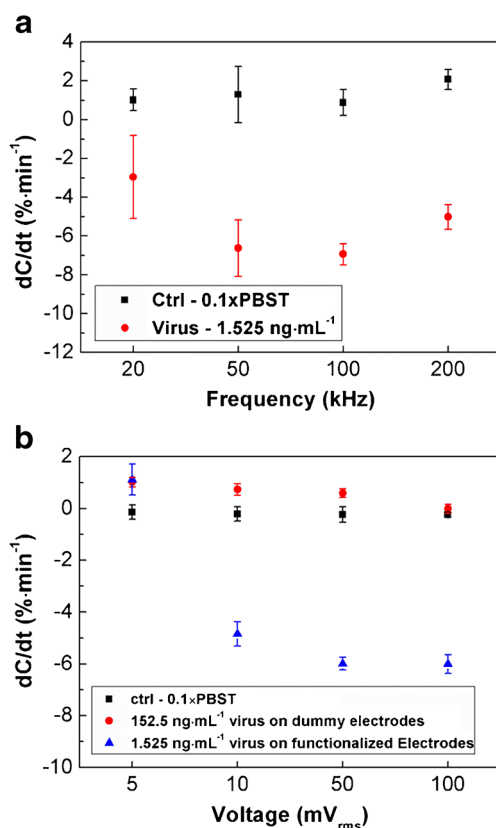 a
4
2
0
-2
-4
-6
-8
-10
-12
dC/dt (%·min⁻¹)
Ctrl - 0.1xPBST
Virus - 1.525 ng·mL⁻¹
20 50 100 200
Frequency (kHz)
b
2
0
-2
-4
-6
-8
-10
dC/dt (%·min⁻¹)
ctrl - 0.1×PBST
152.5 ng·mL⁻¹ virus on dummy electrodes
1.525 ng·mL⁻¹ virus on functionalized Electrodes
5 10 50 100
Voltage (mVrms)